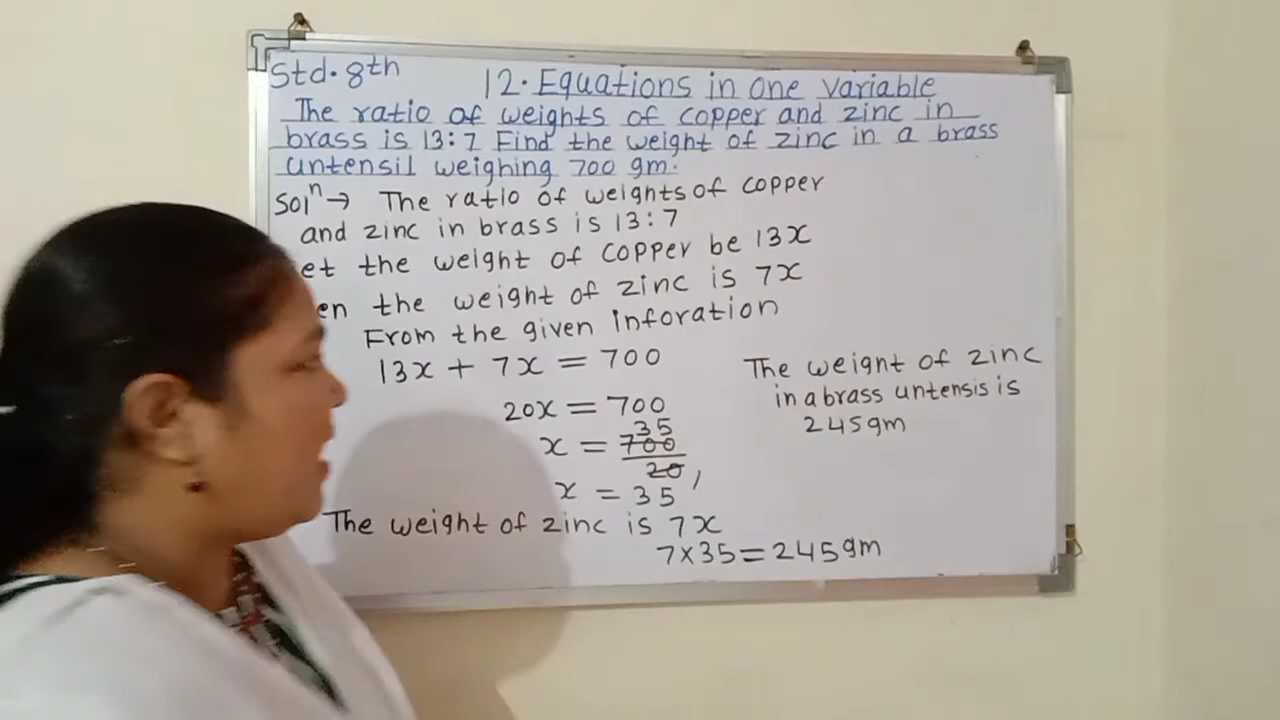 Std. 8th
12. Equations in one variable
The ratio of weights of copper and zinc in
brass is 13:7 Find the weight of zinc in a brass
untensil weighing 700 gm.
Solⁿ → The ratio of weights of copper
and zinc in brass is 13:7
et the weight of copper be 13x
en the weight of zinc is 7x
From the given inforation
13x + 7x = 700
20x = 700
35
x = 700
20,
x = 35
The weight of zinc is 7x
7x35=245gm
The weignt of zinc
in a brass untensis is
245gm